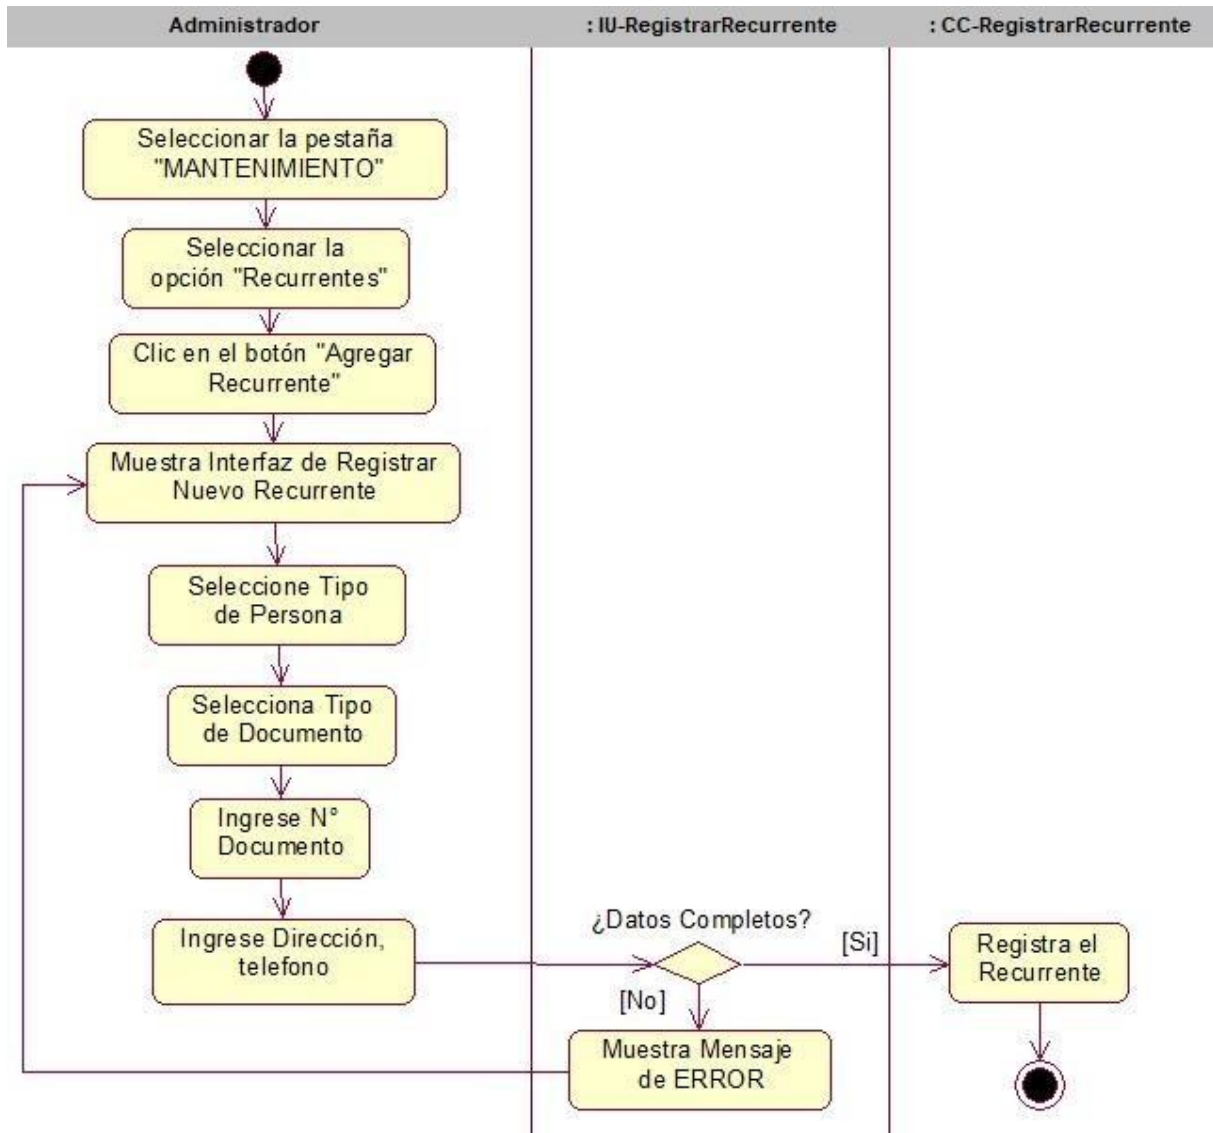 Administrador
: IU-RegistrarRecurrente
: CC-RegistrarRecurrente
Seleccionar la pestaña
"MANTENIMIENTO"
Seleccionar la
opción "Recurrentes"
Clic en el botón "Agregar
Recurrente"
Muestra Interfaz de Registrar
Nuevo Recurrente
Seleccione Tipo
de Persona
Selecciona Tipo
de Documento
Ingrese N°
Documento
Ingrese Dirección,
telefono
¿Datos Completos?
[Si]
[No]
Registra el
Recurrente
Muestra Mensaje
de ERROR